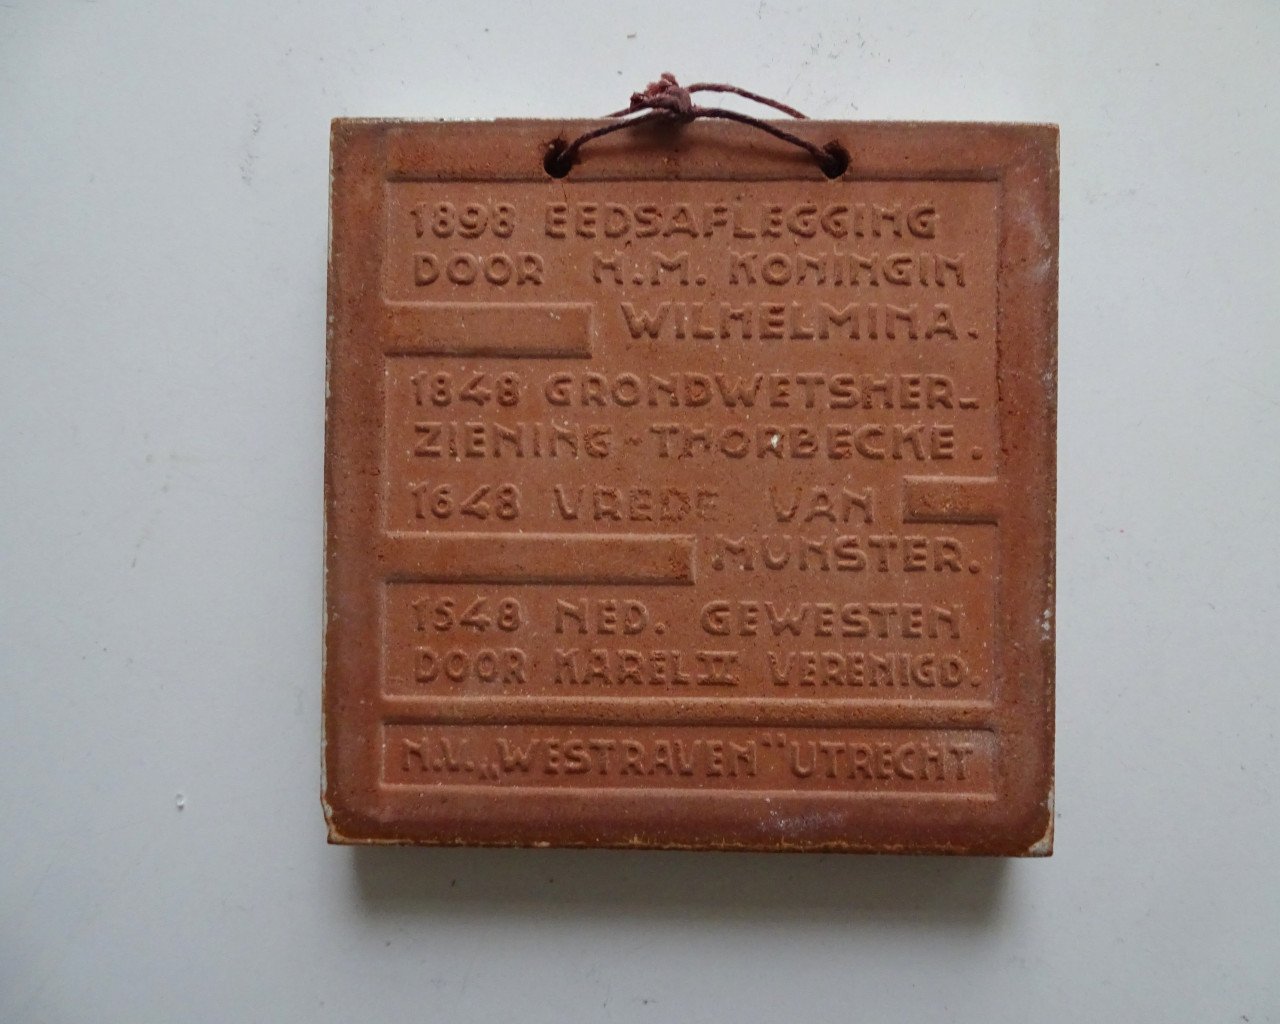 1898 EEDSAFLEGGING
DOOR H.M. KONINGIN
WILHELMINA.
1848 GRONDWETSHER-
ZIENING - THORBECKE.
1648 VREDE VAN
MUNSTER.
1548 NED. GEWESTEN
DOOR KAREL V VERENIGD.
N.V. „WESTRAVEN" UTRECHT